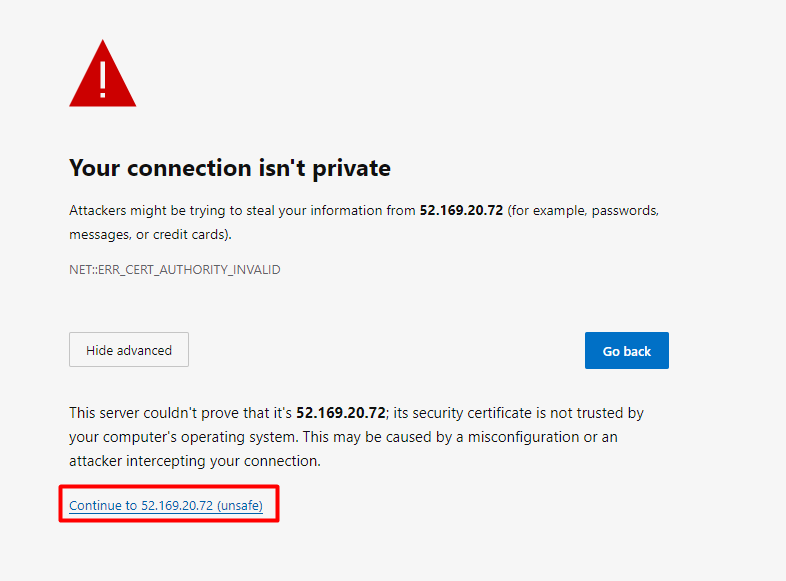 Your connection isn't private
Attackers might be trying to steal your information from 52.169.20.72 (for example, passwords,
messages, or credit cards).
NET::ERR_CERT_AUTHORITY_INVALID
Hide advanced
Go back
This server couldn't prove that it's 52.169.20.72; its security certificate is not trusted by
your computer's operating system. This may be caused by a misconfiguration or an
attacker intercepting your connection.
Continue to 52.169.20.72 (unsafe)